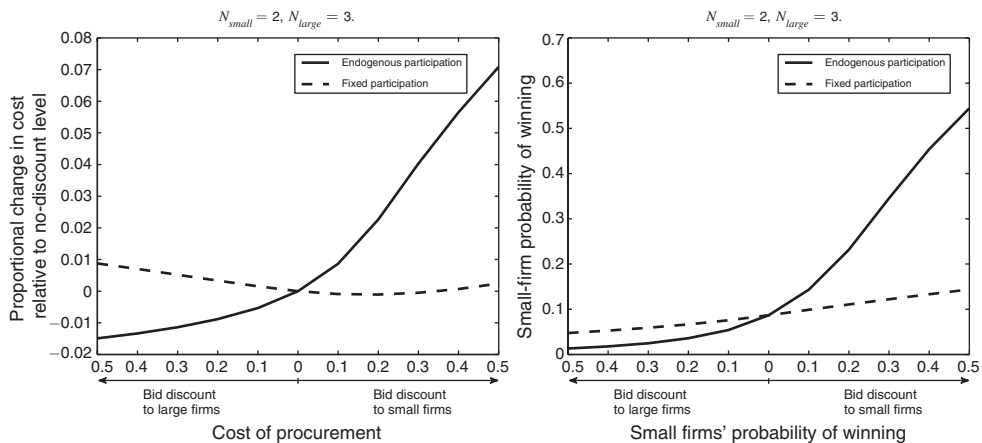 N_small = 2, N_large = 3.
Proportional change in cost
relative to no-discount level
0.08
0.07
0.06
0.05
0.04
0.03
0.02
0.01
0
−0.01
−0.02
Endogenous participation
Fixed participation
0.5 0.4 0.3 0.2 0.1 0 0.1 0.2 0.3 0.4 0.5
Bid discount
to large firms
Bid discount
to small firms
Cost of procurement
N_small = 2, N_large = 3.
Small-firm probability of winning
0.7
0.6
0.5
0.4
0.3
0.2
0.1
0
Endogenous participation
Fixed participation
0.5 0.4 0.3 0.2 0.1 0 0.1 0.2 0.3 0.4 0.5
Bid discount
to large firms
Bid discount
to small firms
Small firms' probability of winning